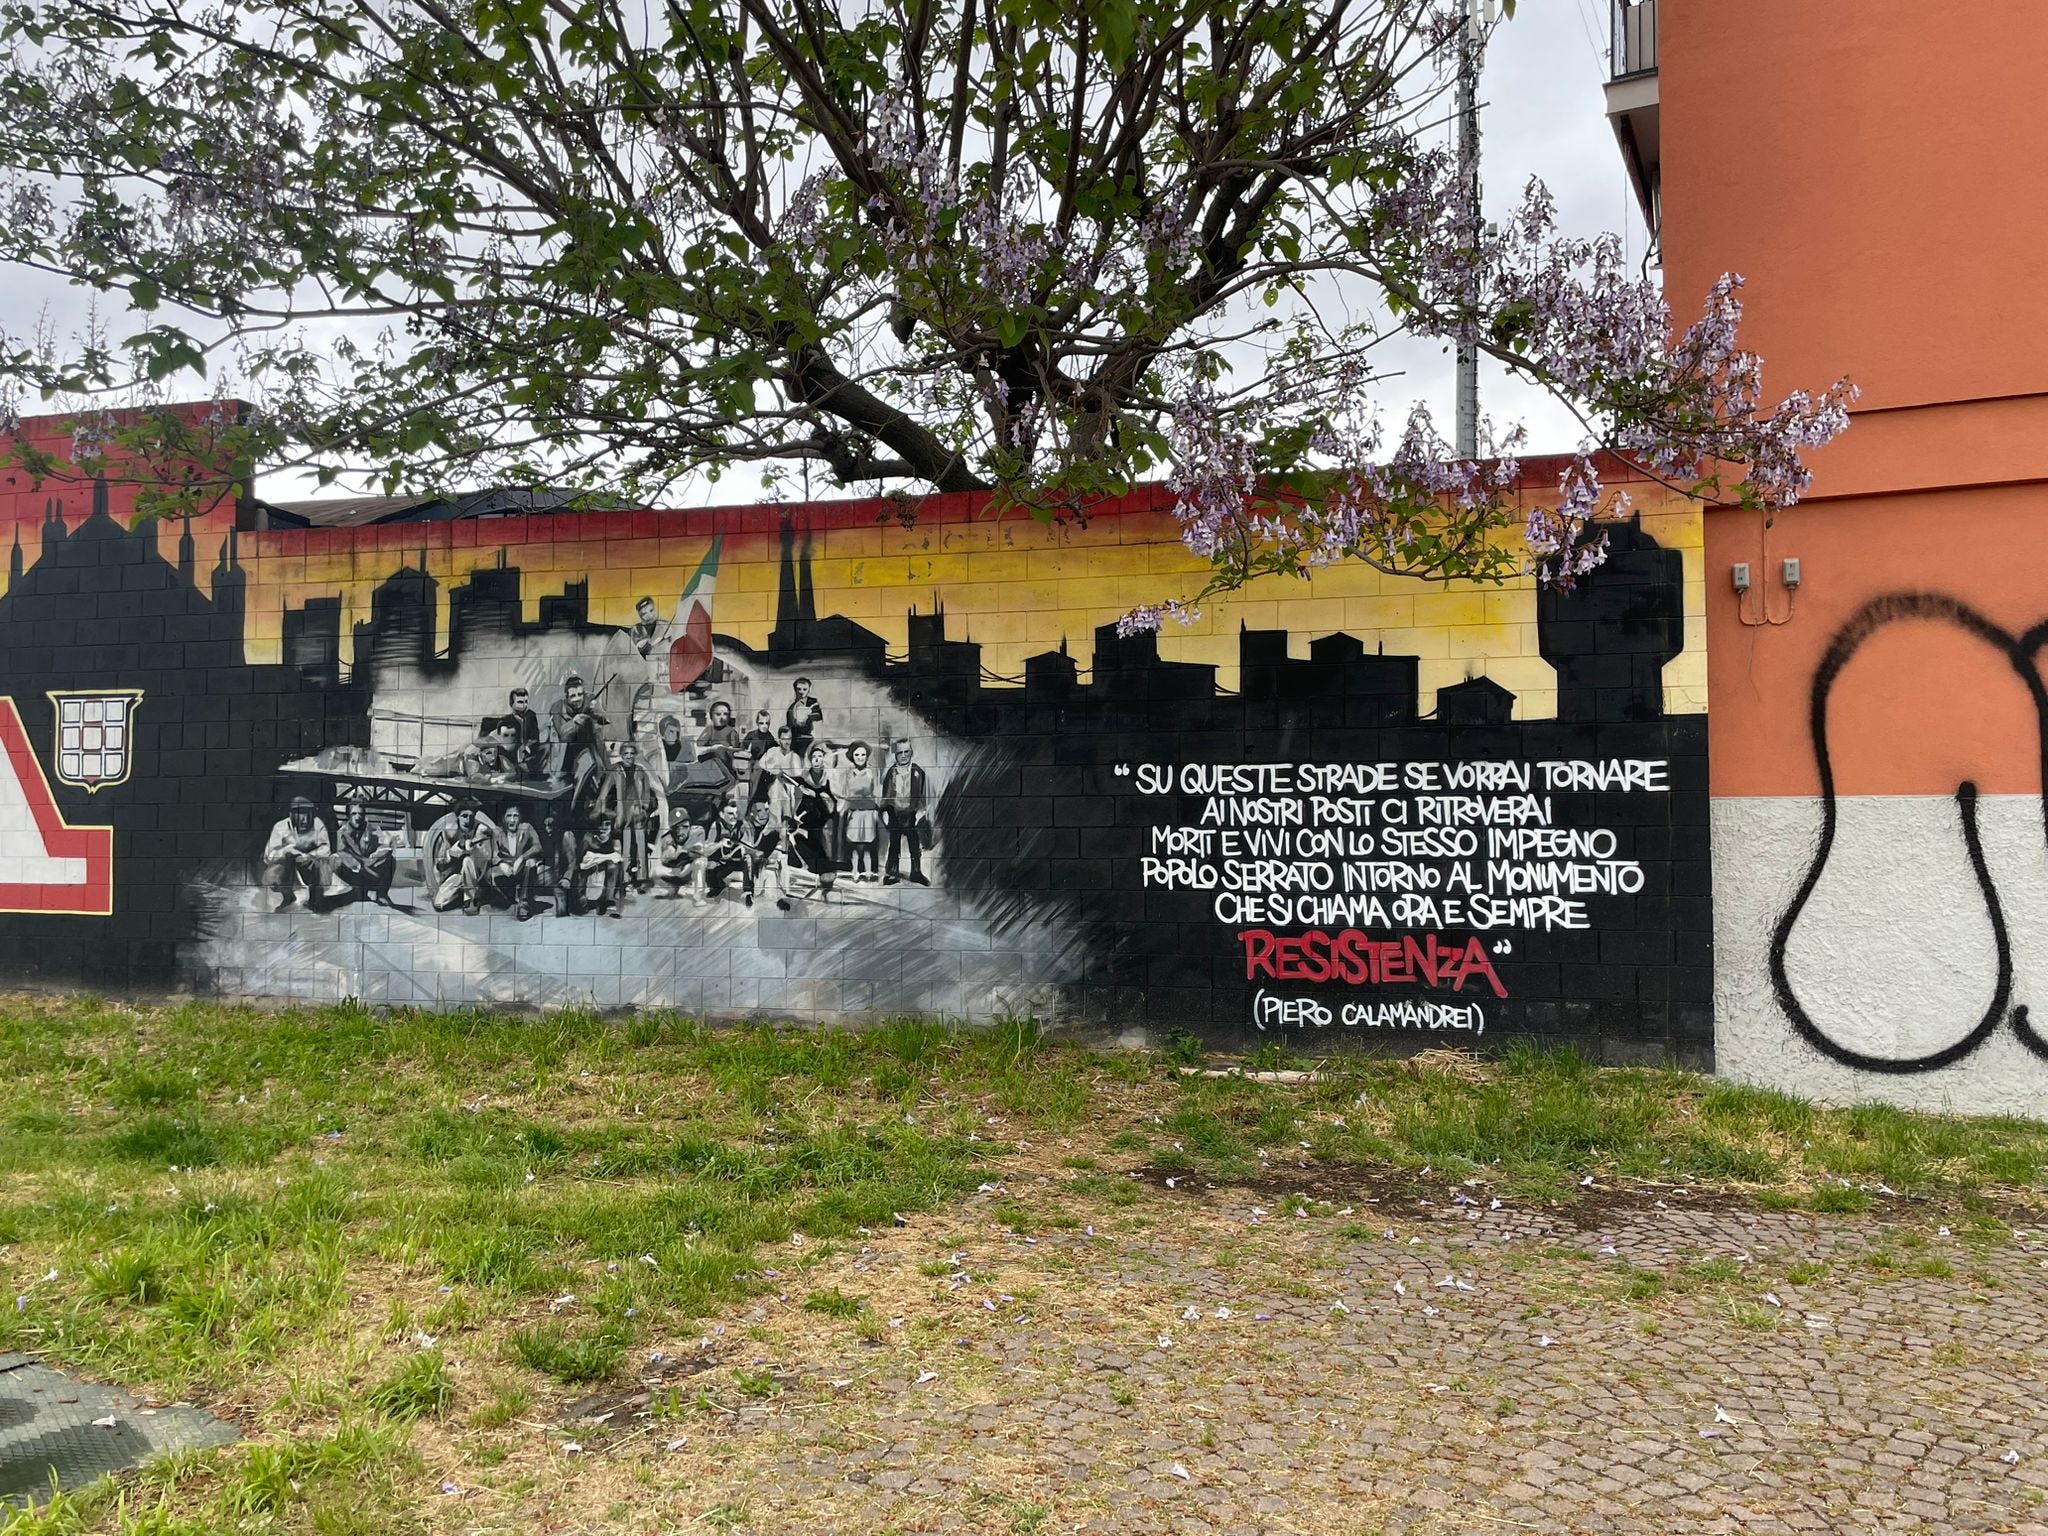 “SU QUESTE STRADE SE VORRAI TORNARE
AI NOSTRI POSTI CI RITROVERAI
MORTI E VIVI CON LO STESSO IMPEGNO
POPOLO SERRATO INTORNO AL MONUMENTO
CHE SI CHIAMA ORA E SEMPRE
RESISTENZA”
(PIERO CALAMANDREI)